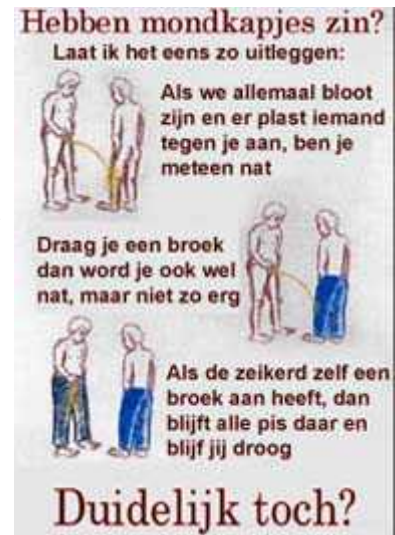 Hebben mondkapjes zin?
Laat ik het eens zo uitleggen:
Als we allemaal bloot
zijn en er plast iemand
tegen je aan, ben je
meteen nat
Draag je een broek
dan word je ook wel
nat, maar niet zo erg
Als de zeikerd zelf een
broek aan heeft, dan
blijft alle pis daar en
blijf jij droog
Duidelijk toch?